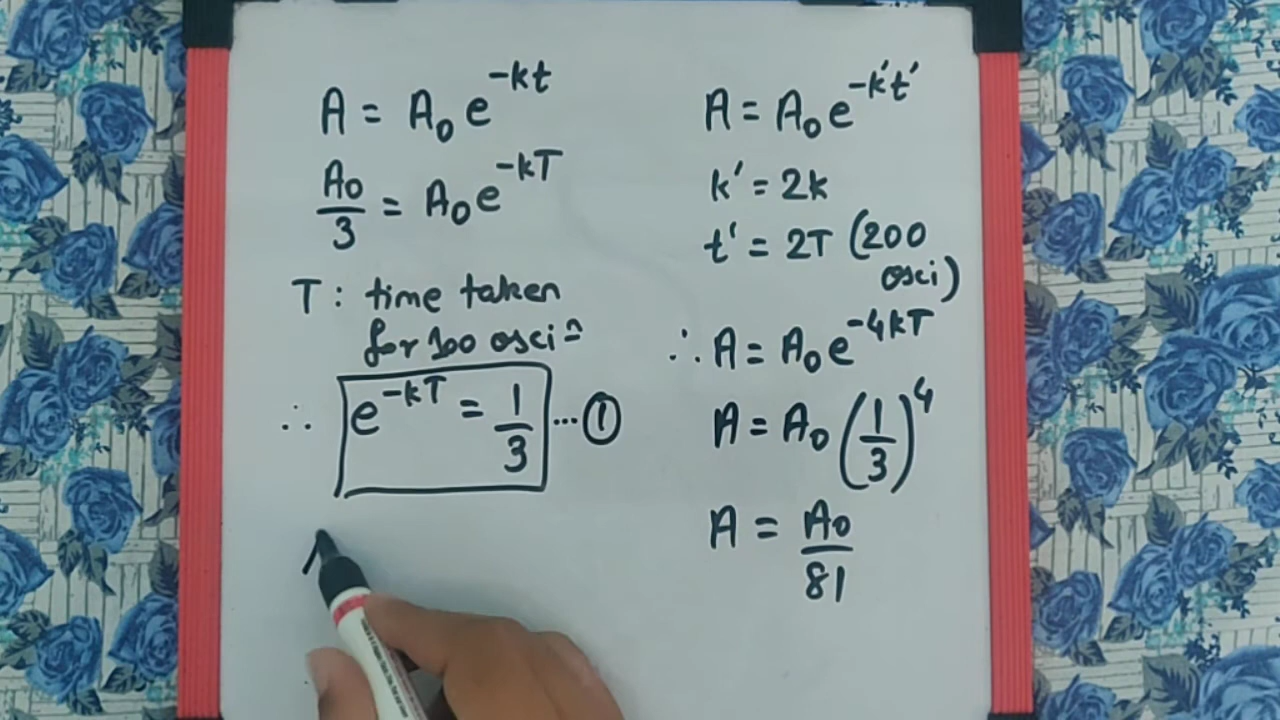 A = A₀e^(-kt)
A₀/3 = A₀e^(-kT)
T : time taken
for 100 osciⁿ
∴ e^(-kT) = 1/3 ...①
A = A₀e^(-k't')
k' = 2k
t' = 2T (200
osci)
∴ A = A₀e^(-4kT)
A = A₀(1/3)⁴
A = A₀/81